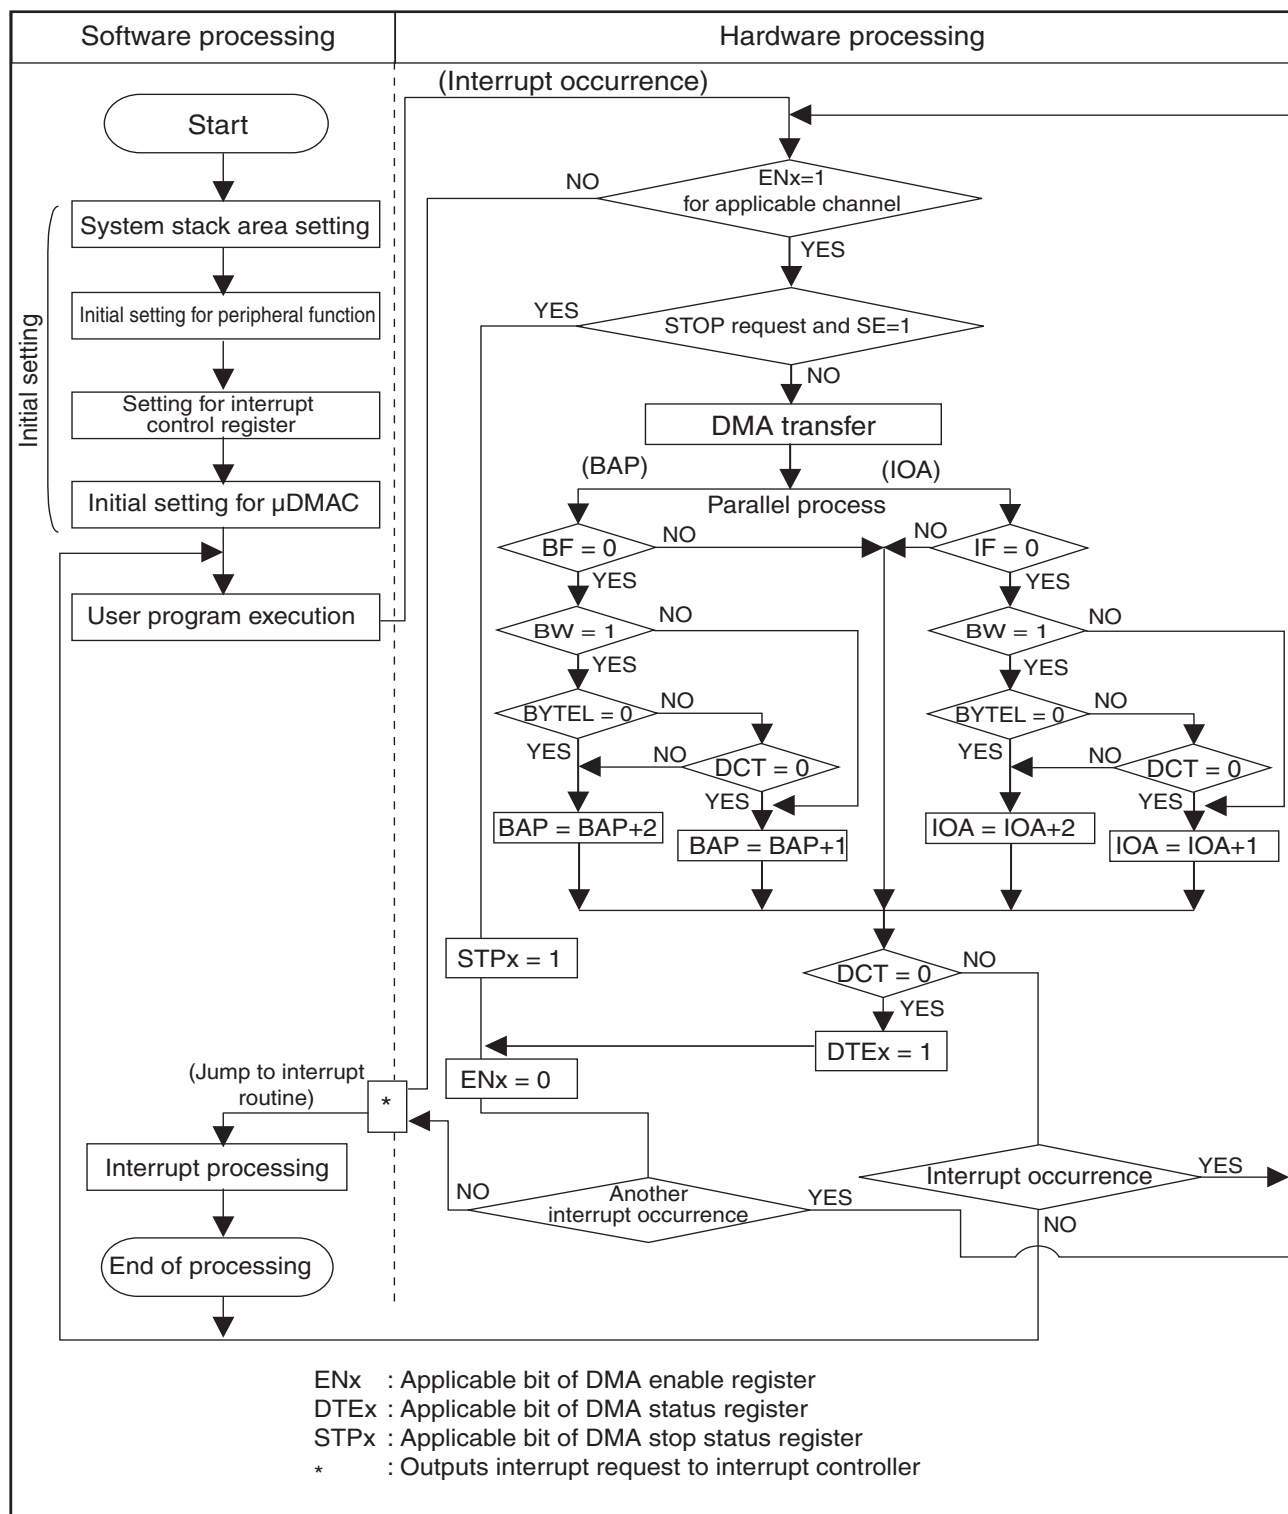 Software processing
Hardware processing
(Interrupt occurrence)
Start
ENx=1
for applicable channel
NO
YES
System stack area setting
Initial setting for peripheral function
Setting for interrupt
control register
Initial setting for µDMAC
Initial setting
User program execution
STOP request and SE=1
YES
NO
DMA transfer
(BAP)
(IOA)
Parallel process
BF = 0
NO
YES
NO
IF = 0
YES
BW = 1
NO
YES
BW = 1
NO
YES
BYTEL = 0
NO
YES
BYTEL = 0
NO
YES
NO
DCT = 0
YES
NO
DCT = 0
YES
BAP = BAP+2
BAP = BAP+1
IOA = IOA+2
IOA = IOA+1
STPx = 1
DCT = 0
NO
YES
DTEx = 1
ENx = 0
(Jump to interrupt
routine)
*
Interrupt processing
NO
Another
interrupt occurrence
YES
Interrupt occurrence
YES
NO
End of processing
ENx : Applicable bit of DMA enable register
DTEx : Applicable bit of DMA status register
STPx : Applicable bit of DMA stop status register
* : Outputs interrupt request to interrupt controller